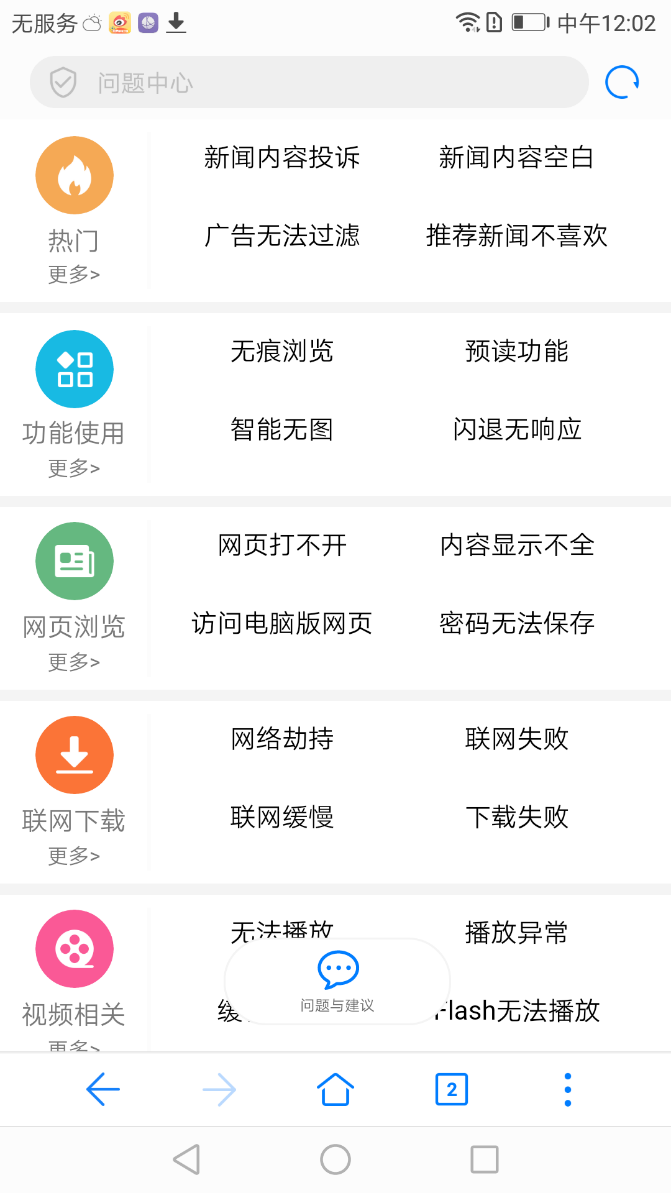 无服务 中午12:02
问题中心
新闻内容投诉 新闻内容空白
广告无法过滤 推荐新闻不喜欢
热门
更多>
无痕浏览 预读功能
智能无图 闪退无响应
功能使用
更多>
网页打不开 内容显示不全
访问电脑版网页 密码无法保存
网页浏览
更多>
网络劫持 联网失败
联网缓慢 下载失败
联网下载
更多>
无法播放 播放异常
缓 Flash无法播放
视频相关
更多>
问题与建议
2